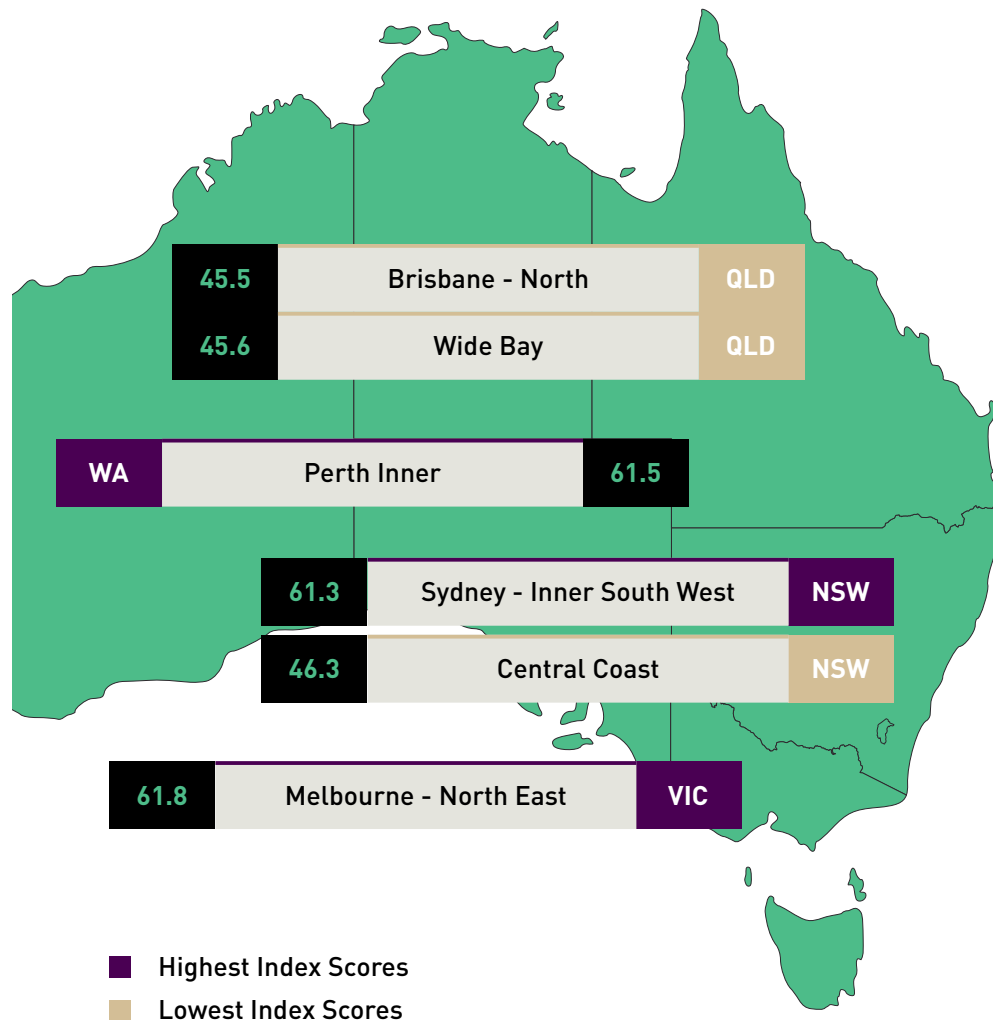 45.5 Brisbane - North QLD
45.6 Wide Bay QLD
WA Perth Inner 61.5
61.3 Sydney - Inner South West NSW
46.3 Central Coast NSW
61.8 Melbourne - North East VIC
Highest Index Scores
Lowest Index Scores